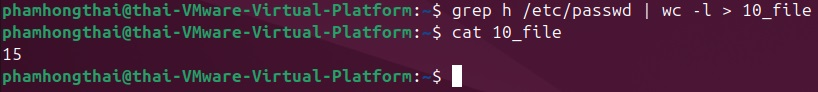 phamhongthai@thai-VMware-Virtual-Platform:~$ grep h /etc/passwd | wc -l > 10_file
phamhongthai@thai-VMware-Virtual-Platform:~$ cat 10_file
15
phamhongthai@thai-VMware-Virtual-Platform:~$